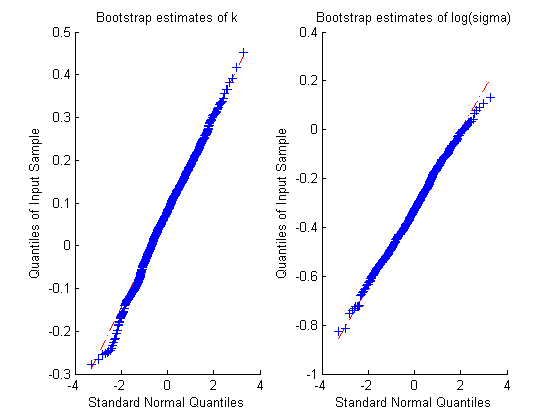 Bootstrap estimates of k
0.5
0.4
0.3
0.2
0.1
0
-0.1
-0.2
-0.3
Quantiles of Input Sample
-4 -2 0 2 4
Standard Normal Quantiles
Bootstrap estimates of log(sigma)
0.4
0.2
0
-0.2
-0.4
-0.6
-0.8
-1
Quantiles of Input Sample
-4 -2 0 2 4
Standard Normal Quantiles